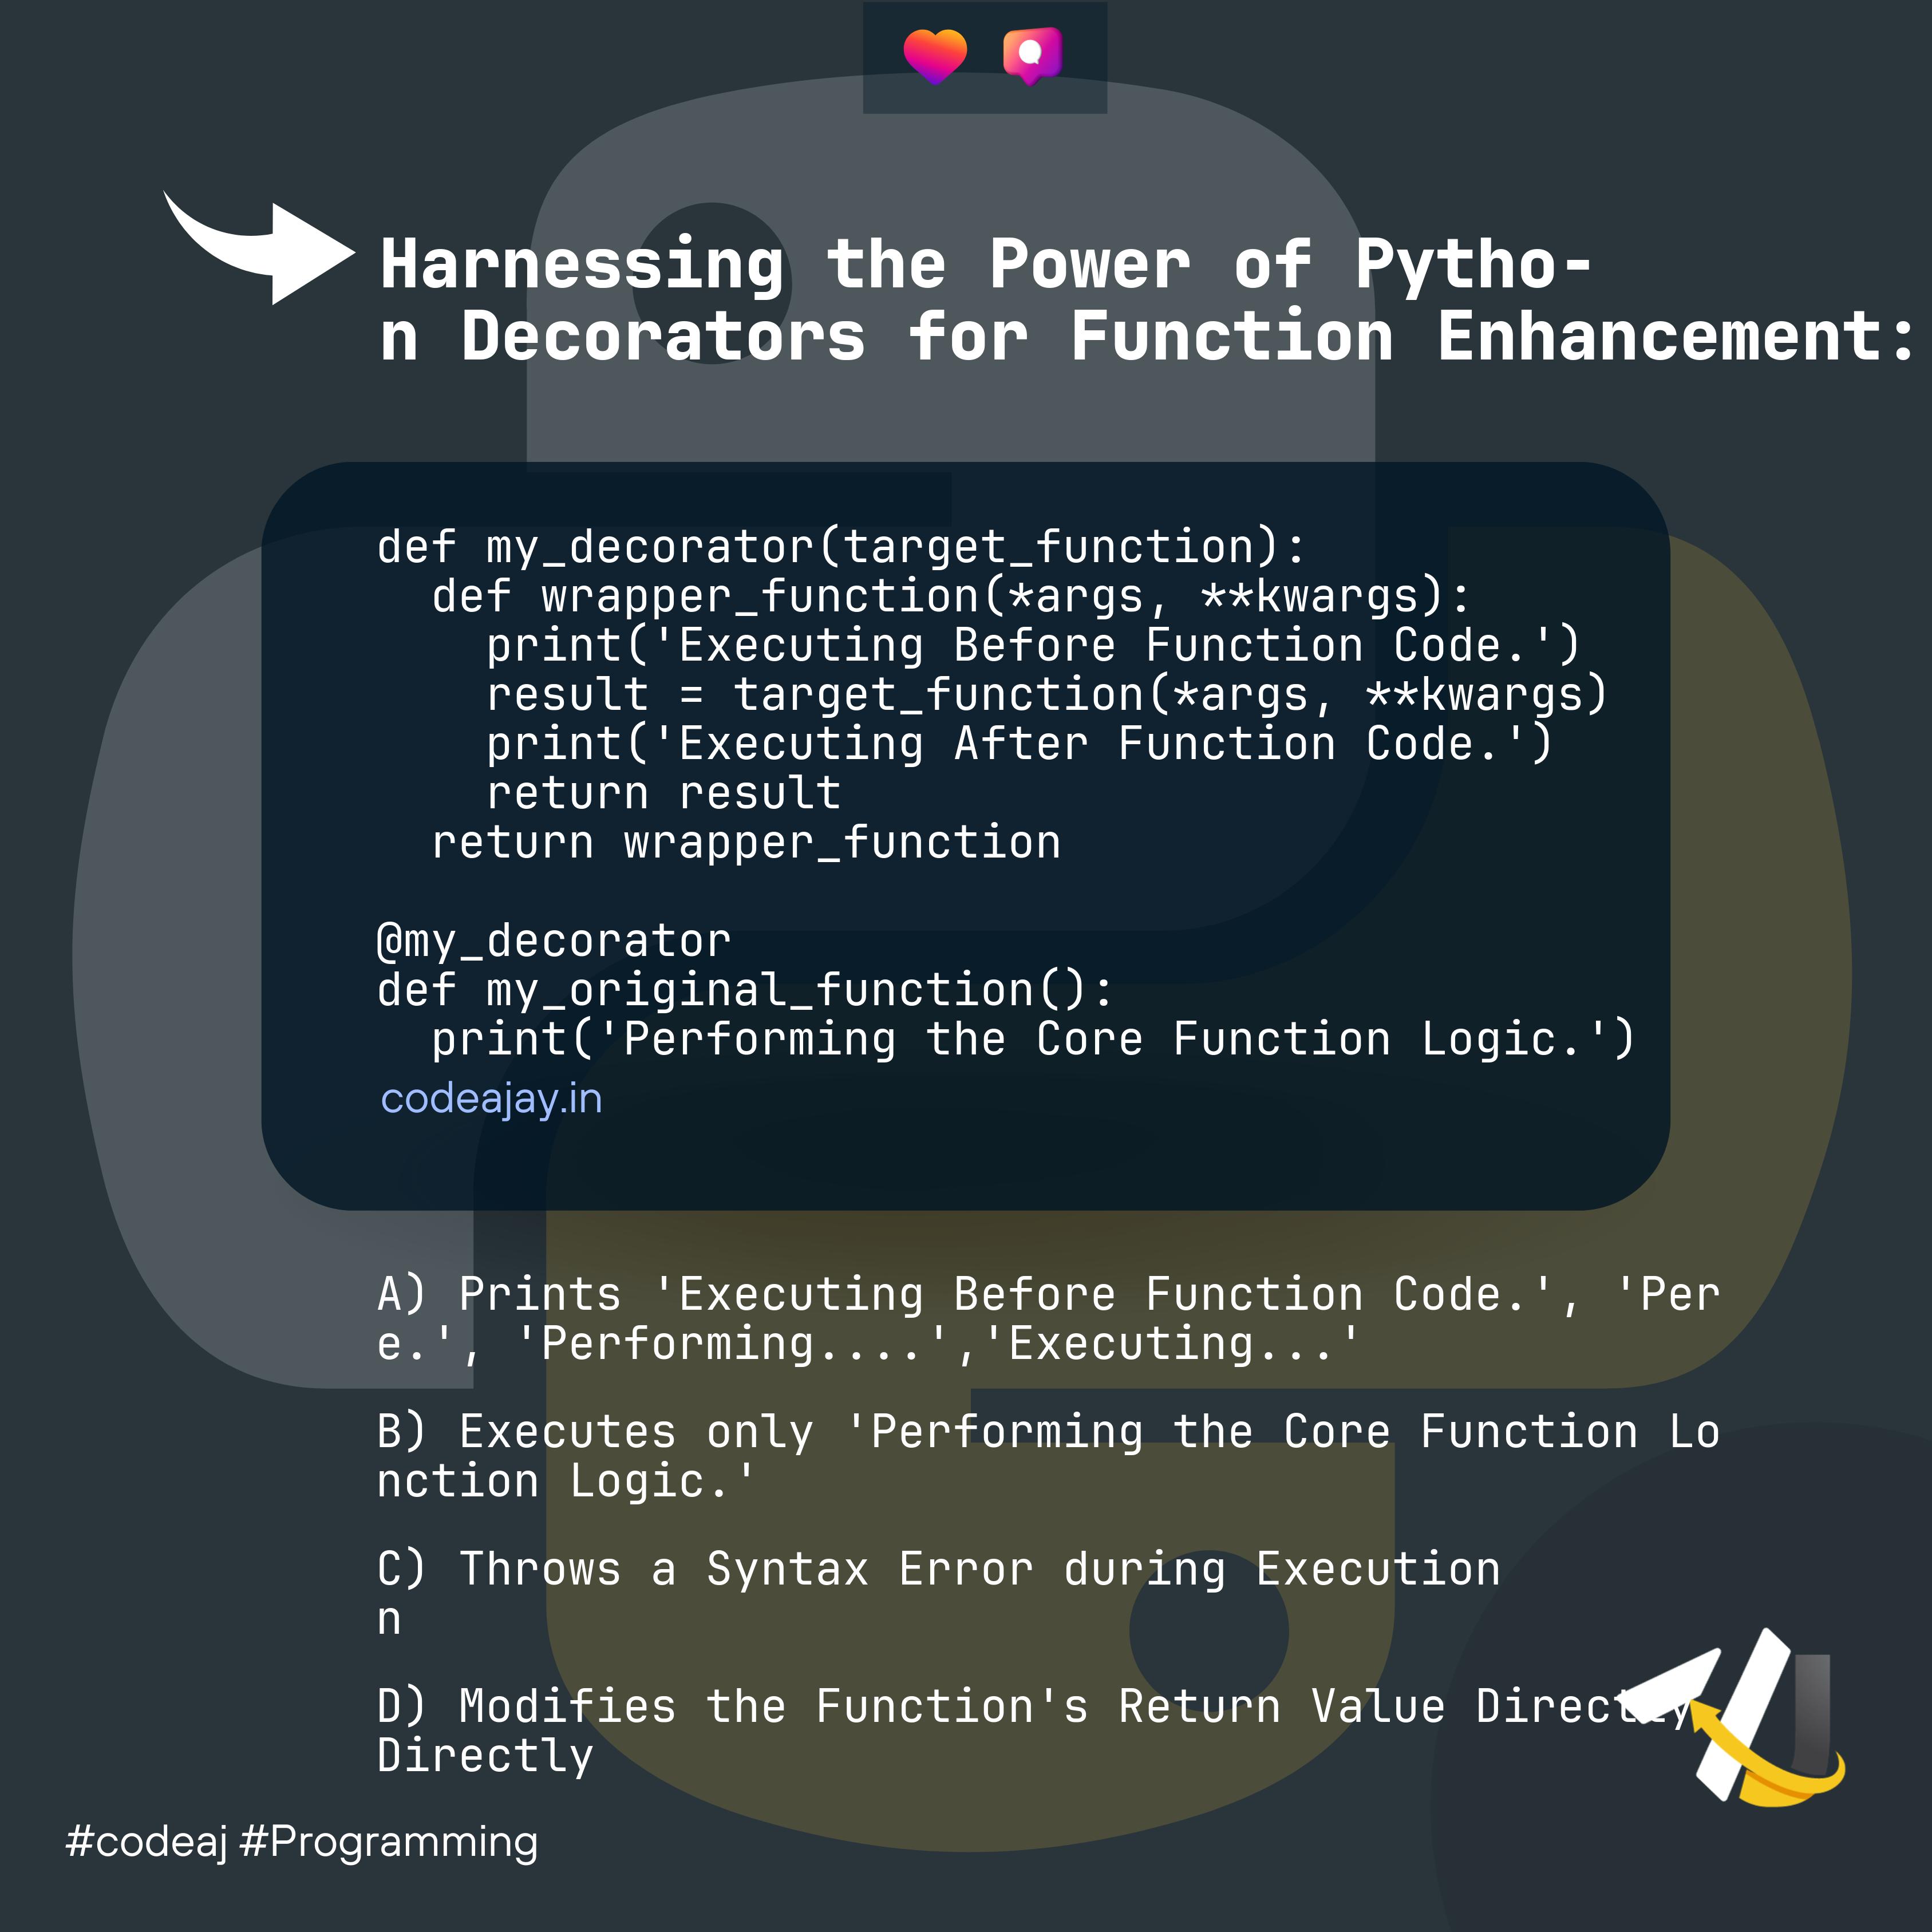 Harnessing the Power of Pytho-
n Decorators for Function Enhancement:
def my_decorator(target_function):
  def wrapper_function(*args, **kwargs):
    print('Executing Before Function Code.')
    result = target_function(*args, **kwargs)
    print('Executing After Function Code.')
    return result
  return wrapper_function

@my_decorator
def my_original_function():
  print('Performing the Core Function Logic.')
codeajay.in
A) Prints 'Executing Before Function Code.', 'Per
e.', 'Performing....','Executing...'
B) Executes only 'Performing the Core Function Lo
nction Logic.'
C) Throws a Syntax Error during Execution
n
D) Modifies the Function's Return Value Directly
Directly
#codeaj #Programming